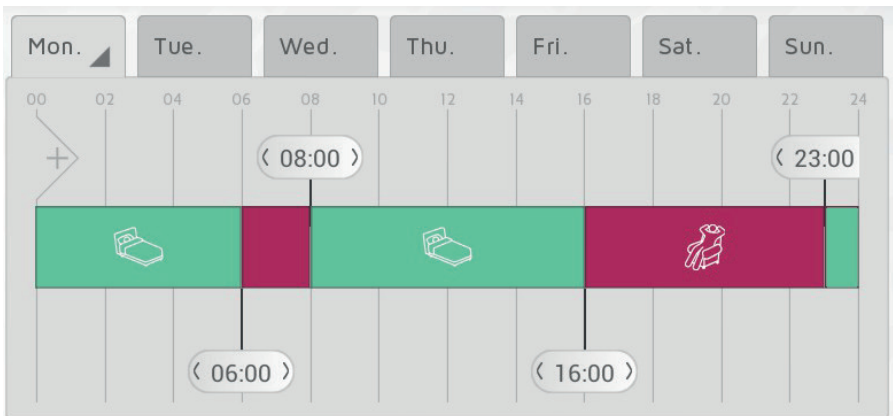 Mon. Tue. Wed. Thu. Fri. Sat. Sun.
00 02 04 06 08 10 12 14 16 18 20 22 24
+ < 08:00 > < 23:00
< 06:00 > < 16:00 >